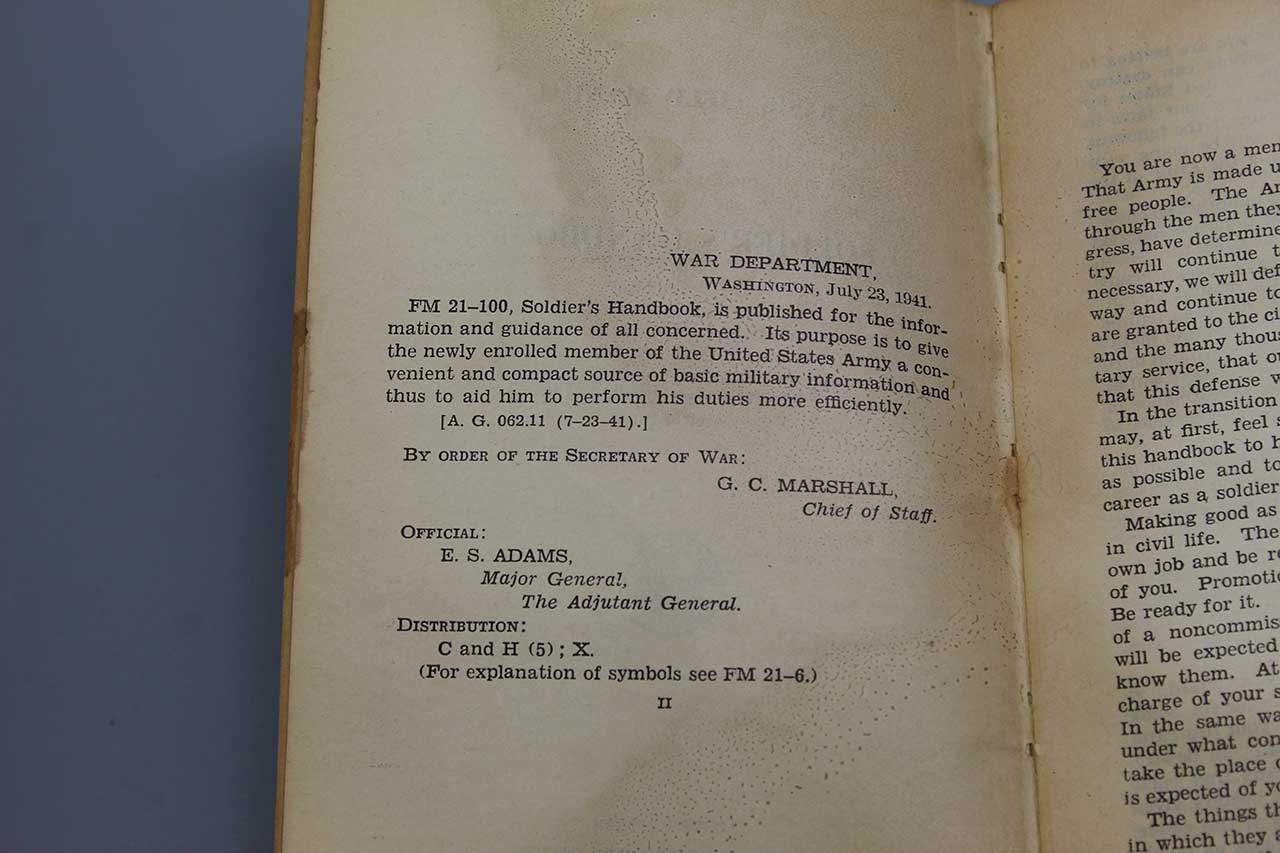 WAR DEPARTMENT,
WASHINGTON, July 23, 1941.
FM 21–100, Soldier's Handbook, is published for the infor-
mation and guidance of all concerned. Its purpose is to give
the newly enrolled member of the United States Army a con-
venient and compact source of basic military information and
thus to aid him to perform his duties more efficiently.
[A. G. 062.11 (7–23–41).]
BY ORDER OF THE SECRETARY OF WAR:
G. C. MARSHALL,
Chief of Staff.
OFFICIAL:
E. S. ADAMS,
Major General,
The Adjutant General.
DISTRIBUTION:
C and H (5); X.
(For explanation of symbols see FM 21–6.)
II
You are now a mem
That Army is made u
free people. The Ar
through the men they
gress, have determine
try will continue t
necessary, we will def
way and continue to
are granted to the ci
and the many thous
tary service, that o
that this defense w
In the transition
may, at first, feel s
this handbook to h
as possible and to
career as a soldier
Making good as
in civil life. The
own job and be re
of you. Promotio
Be ready for it.
of a noncommis
will be expected
know them. At
charge of your s
In the same wa
under what con
take the place o
is expected of yo
The things th
in which they a